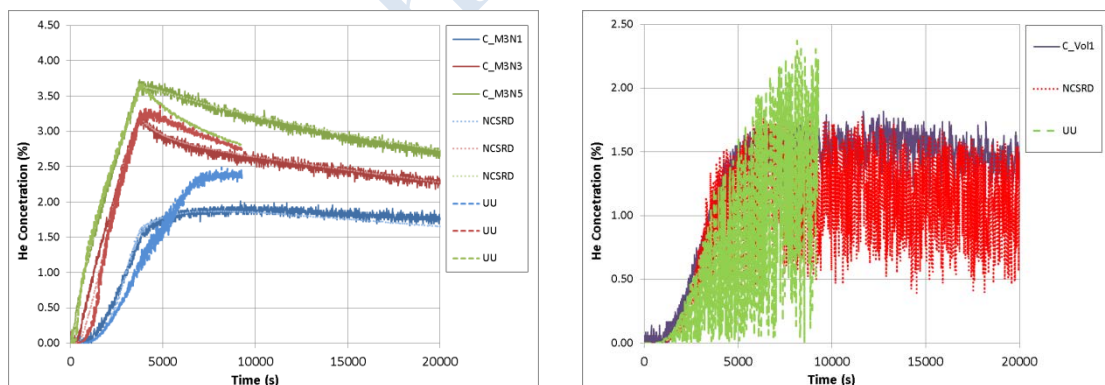 4.50
4.00
3.50
3.00
2.50
2.00
1.50
1.00
0.50
0.00
He Concetration (%)
0
5000
10000
15000
20000
Time (s)
C_M3N1
C_M3N3
C_M3N5
NCSRD
NCSRD
NCSRD
UU
UU
UU
2.50
2.00
1.50
1.00
0.50
0.00
He Concetration (%)
0
5000
10000
15000
20000
Time (s)
C_Vol1
NCSRD
UU